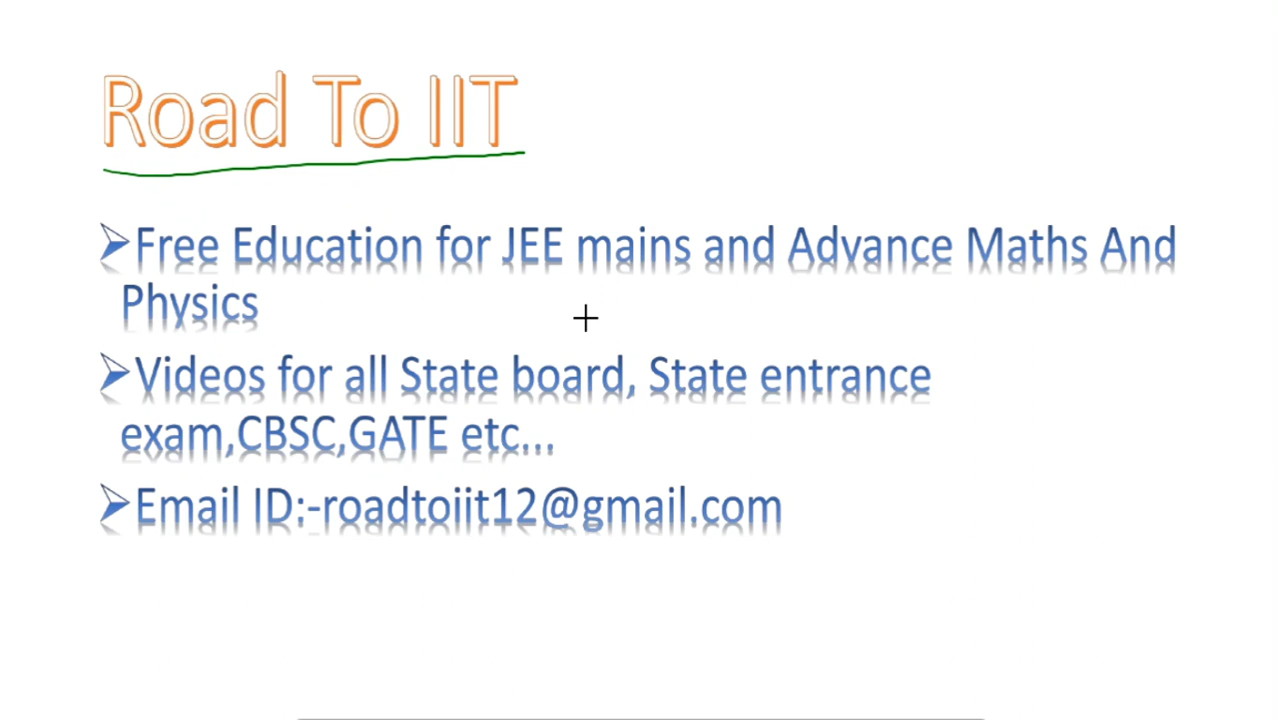 Road To IIT
Free Education for JEE mains and Advance Maths And
Physics
Videos for all State board, State entrance
exam,CBSC,GATE etc...
Email ID:-roadtoiit12@gmail.com